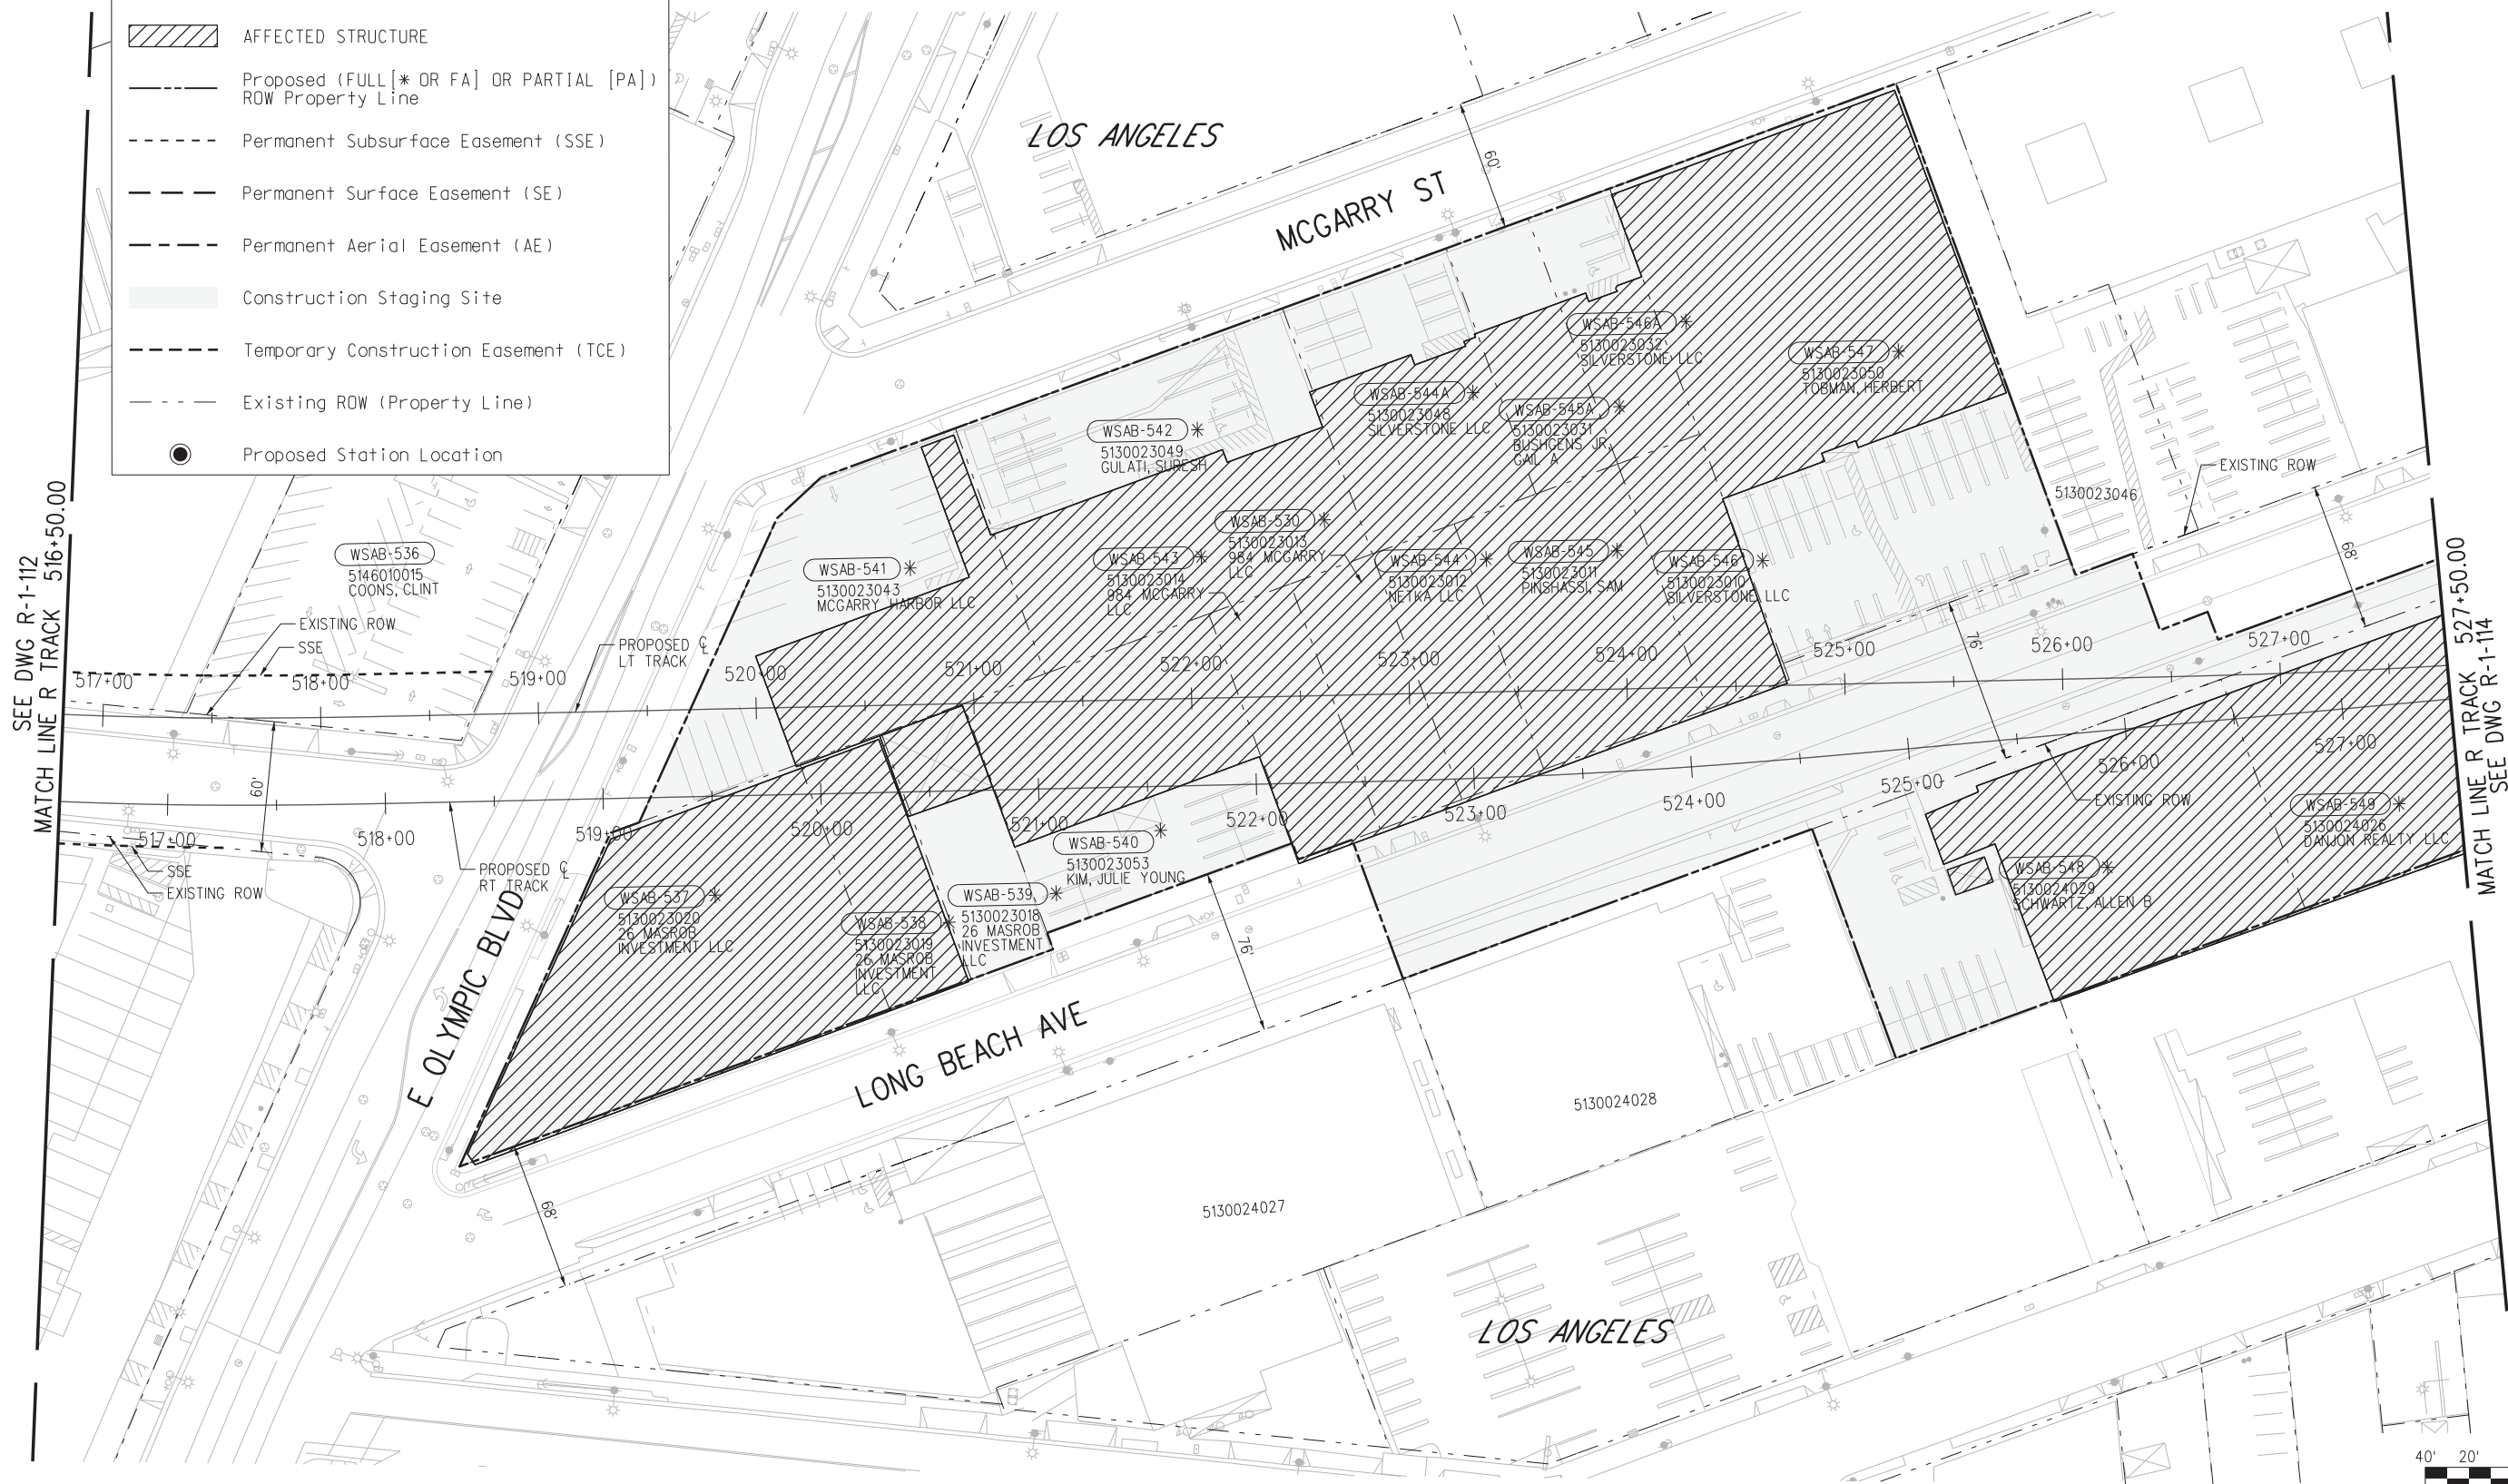 AFFECTED STRUCTURE
Proposed (FULL[* OR FA] OR PARTIAL [PA])
ROW Property Line
Permanent Subsurface Easement (SSE)
Permanent Surface Easement (SE)
Permanent Aerial Easement (AE)
Construction Staging Site
Temporary Construction Easement (TCE)
Existing ROW (Property Line)
Proposed Station Location
SEE DWG R-1-112
MATCH LINE R TRACK 516+50.00
LOS ANGELES
MCGARRY ST
60'
WSAB-536
5146010015
COONS, CLINT
EXISTING ROW
SSE
PROPOSED ℄
LT TRACK
WSAB-541 *
5130023043
MCGARRY HARBOR LLC
WSAB-542 *
5130023049
GULATI, SURESH
WSAB-543 *
5130023014
984 MCGARRY
LLC
WSAB-530 *
5130023013
984 MCGARRY
LLC
WSAB-544A *
5130023048
SILVERSTONE LLC
WSAB-544 *
5130023012
NETKA LLC
WSAB-545A *
5130023031
BUSHGENS JR,
GAIL A
WSAB-545 *
5130023011
PINSHASSI, SAM
WSAB-546A *
5130023032
SILVERSTONE LLC
WSAB-546 *
5130023010
SILVERSTONE LLC
WSAB-547 *
5130023050
TOBMAN, HERBERT
5130023046
EXISTING ROW
68'
76'
517+00
518+00
519+00
520+00
521+00
522+00
523+00
524+00
525+00
526+00
527+00
60'
517+00
518+00
519+00
520+00
521+00
522+00
523+00
524+00
525+00
526+00
527+00
SSE
EXISTING ROW
PROPOSED ℄
RT TRACK
E OLYMPIC BLVD
WSAB-537 *
5130023020
26 MASROB
INVESTMENT LLC
WSAB-538 *
5130023019
26 MASROB
INVESTMENT
LLC
WSAB-539 *
5130023018
26 MASROB
INVESTMENT
LLC
WSAB-540 *
5130023053
KIM, JULIE YOUNG
76'
EXISTING ROW
WSAB-549 *
5130024026
DANJON REALTY LLC
WSAB-548 *
5130024029
SCHWARTZ, ALLEN B
LONG BEACH AVE
68'
5130024028
5130024027
LOS ANGELES
MATCH LINE R TRACK 527+50.00
SEE DWG R-1-114
40' 20'